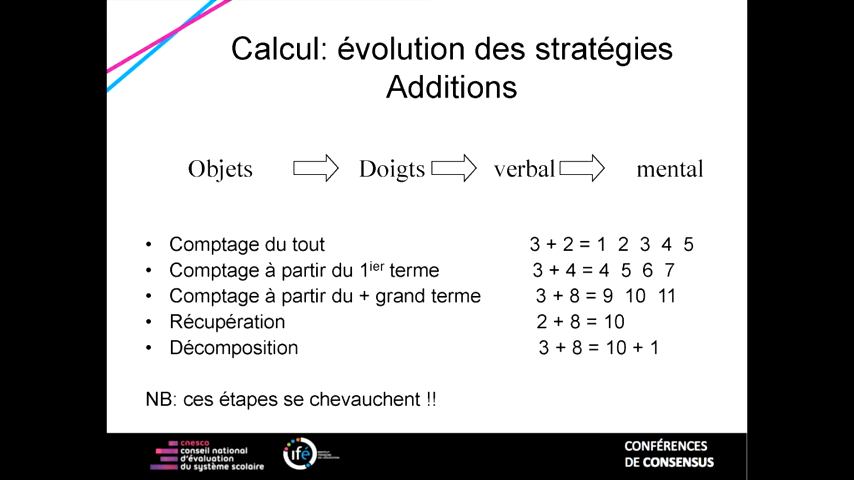 Calcul: évolution des stratégies
Additions
Objets Doigts verbal mental
• Comptage du tout 3 + 2 = 1 2 3 4 5
• Comptage à partir du 1ier terme 3 + 4 = 4 5 6 7
• Comptage à partir du + grand terme 3 + 8 = 9 10 11
• Récupération 2 + 8 = 10
• Décomposition 3 + 8 = 10 + 1
NB: ces étapes se chevauchent !!
cnesco
conseil national
d'évaluation
du système scolaire
ifé
CONFÉRENCES
DE CONSENSUS